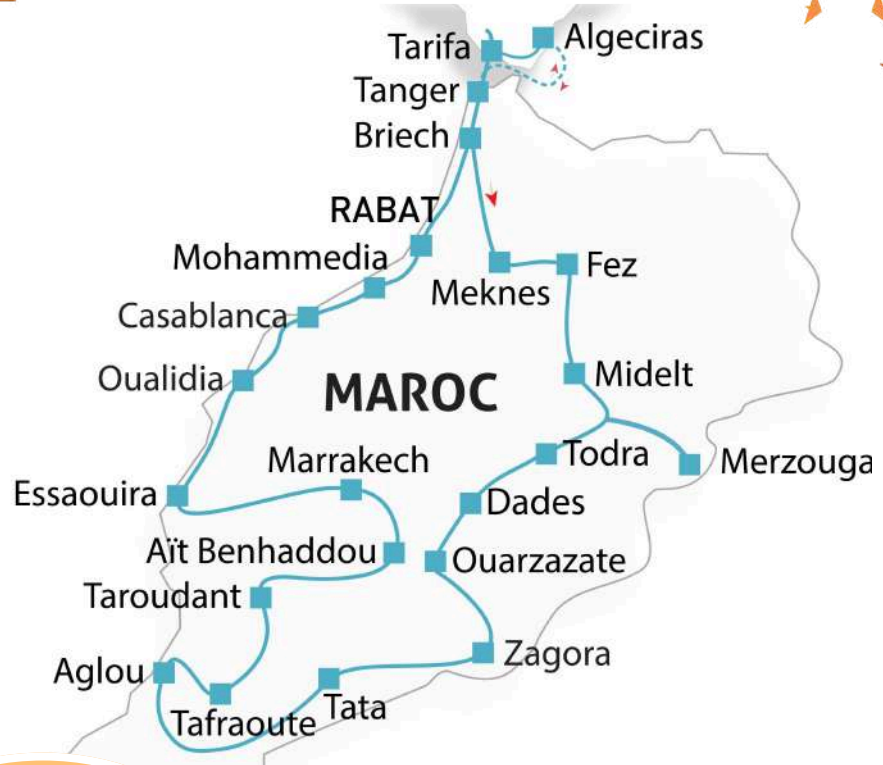 Tarifa
Algeciras
Tanger
Briech
RABAT
Mohammedia
Meknes
Fez
Casablanca
Oualidia
MAROC
Midelt
Marrakech
Todra
Merzouga
Essaouira
Dades
Aït Benhaddou
Ouarzazate
Taroudant
Zagora
Aglou
Tafraoute
Tata